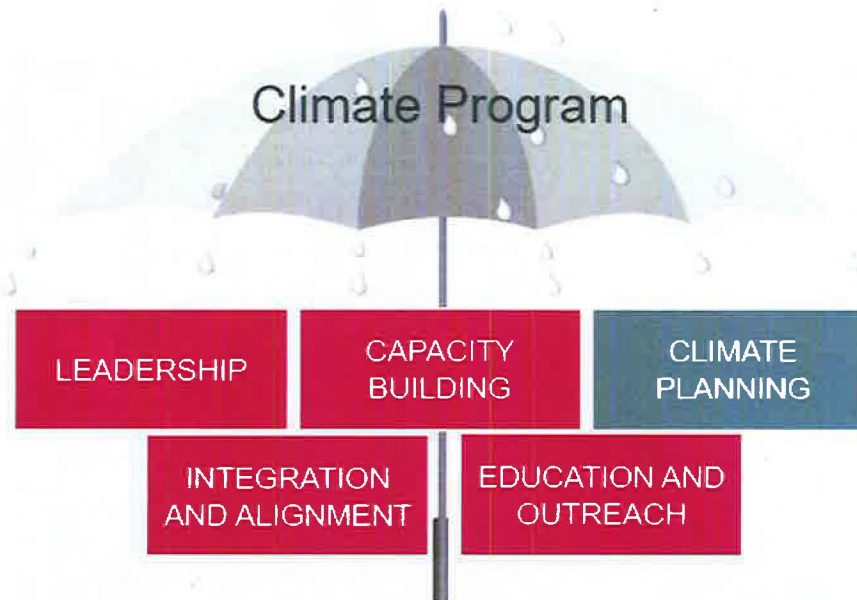 Climate Program
LEADERSHIP
CAPACITY
BUILDING
CLIMATE
PLANNING
INTEGRATION
AND ALIGNMENT
EDUCATION AND
OUTREACH